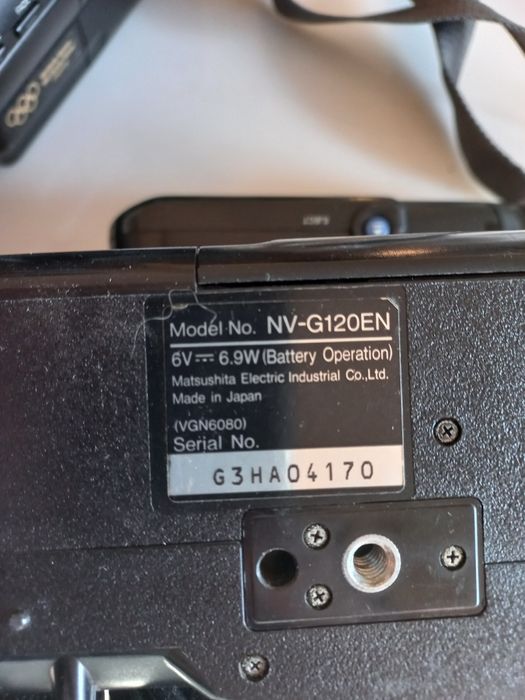 EJECT
Model No. NV-G120EN
6V⎓ 6.9W (Battery Operation)
Matsushita Electric Industrial Co.,Ltd.
Made in Japan
(VGN6080)
Serial No.
G3HA04170